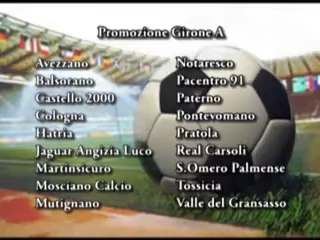 Promozione Girone A
Avezzano
Balsorano
Castello 2000
Cologna
Hatria
Jaguar Angizia Luco
Martinsicuro
Mosciano Calcio
Mutignano
Notaresco
Pacentro 91
Paterno
Pontevomano
Pratola
Real Carsoli
S.Omero Palmense
Tossicia
Valle del Gransasso